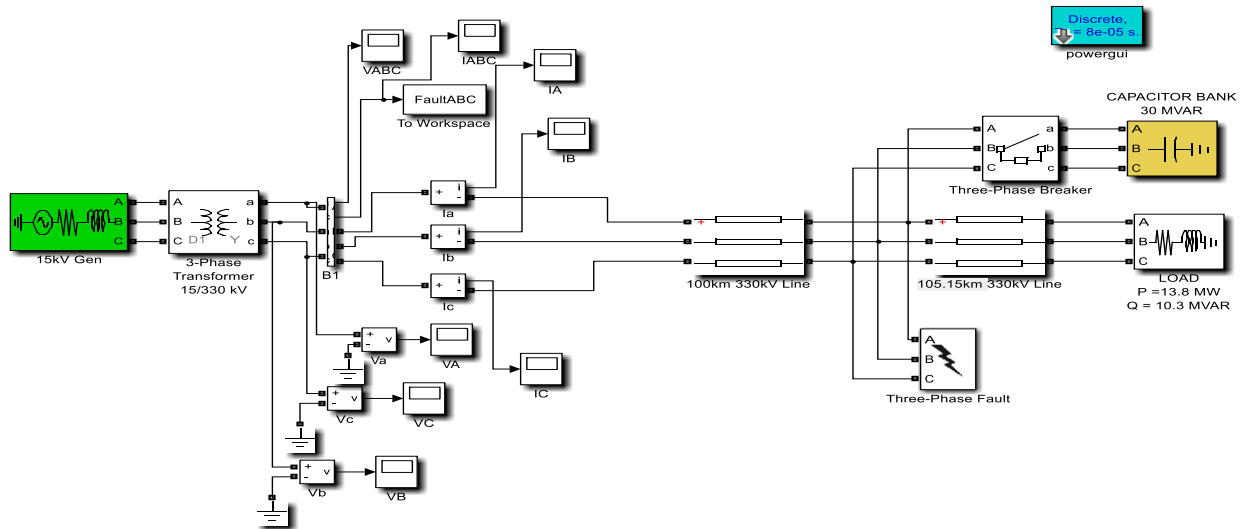 Discrete,
= 8e-05 s.
powergui
VABC
IABC
IA
FaultABC
To Workspace
IB
CAPACITOR BANK
30 MVAR
A
B
C
a
b
c
A
B
C
Three-Phase Breaker
A
B
C
15kV Gen
A
B
C
D1
Y
a
b
c
3-Phase
Transformer
15/330 kV
B1
+
i
-
Ia
+
i
-
Ib
+
i
-
Ic
+
100km 330kV Line
+
105.15km 330kV Line
A
B
C
LOAD
P =13.8 MW
Q = 10.3 MVAR
+
-
v
Va
VA
IC
A
B
C
Three-Phase Fault
+
-
v
Vc
VC
+
-
v
Vb
VB